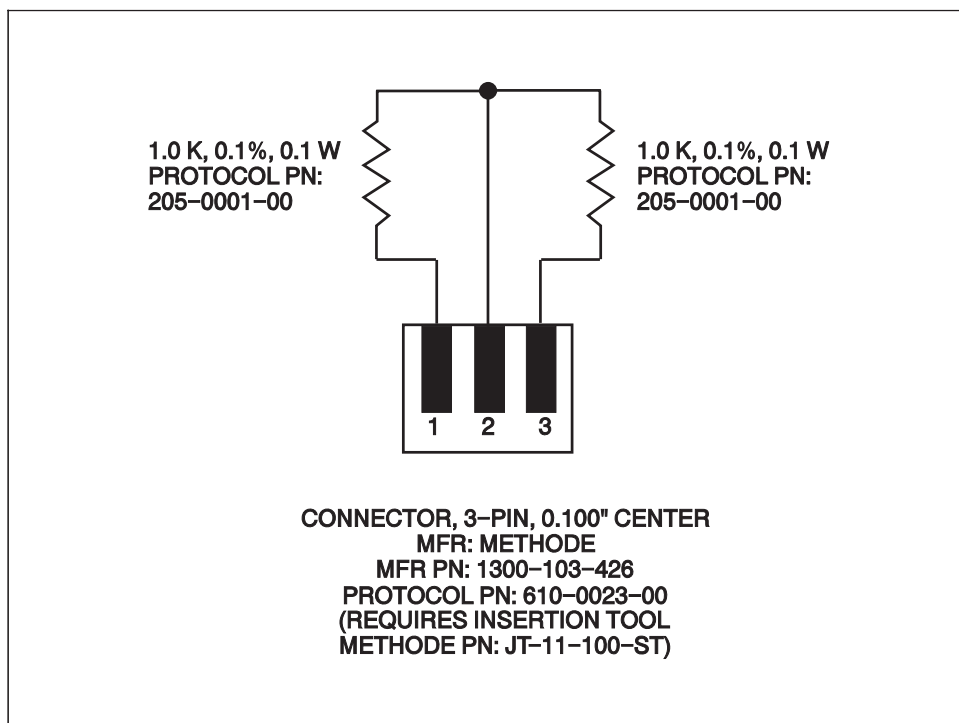 1.0 K, 0.1%, 0.1 W
PROTOCOL PN:
205-0001-00
1.0 K, 0.1%, 0.1 W
PROTOCOL PN:
205-0001-00
1 2 3
CONNECTOR, 3-PIN, 0.100" CENTER
MFR: METHODE
MFR PN: 1300-103-426
PROTOCOL PN: 610-0023-00
(REQUIRES INSERTION TOOL
METHODE PN: JT-11-100-ST)